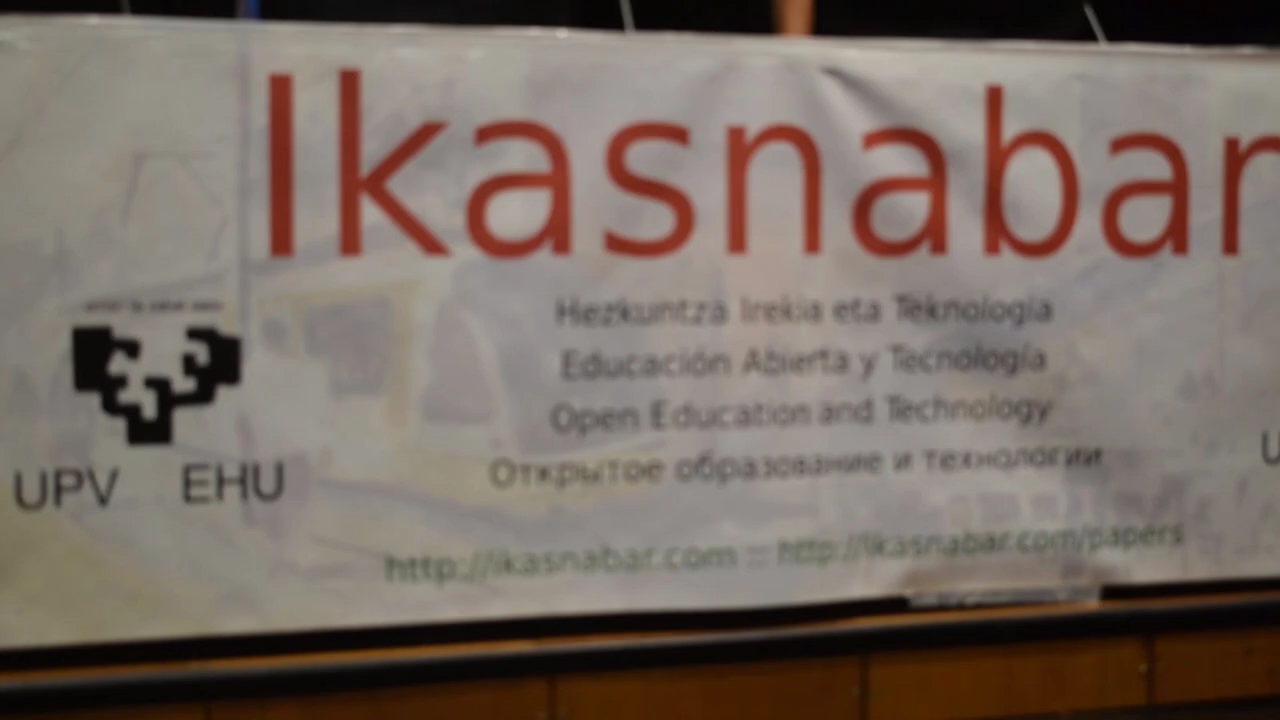 Ikasnabar
Hezkuntza Irekia eta Teknologia
Educación Abierta y Tecnología
Open Education and Technology
Открытое образование и технологии
UPV EHU
http://ikasnabar.com :: http://ikasnabar.com/papers